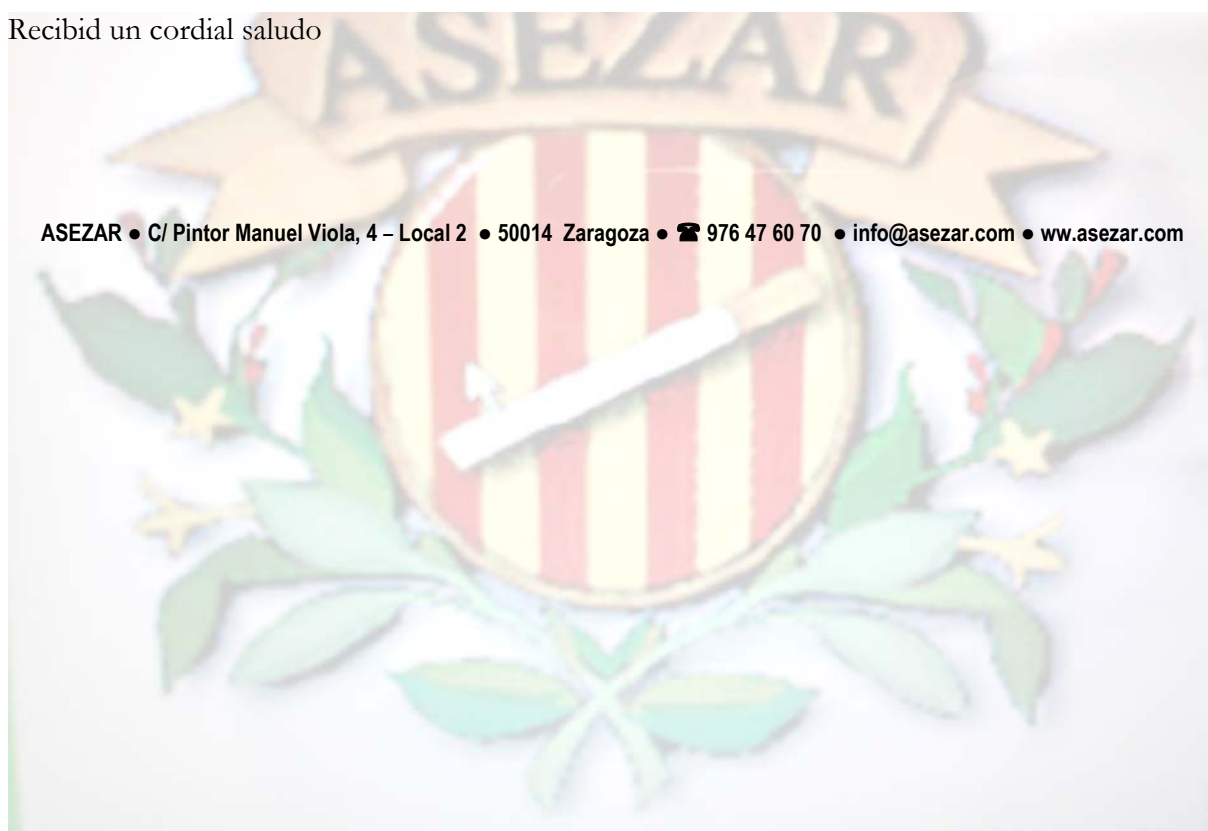 Recibid un cordial saludo
ASEZAR
ASEZAR ● C/ Pintor Manuel Viola, 4 – Local 2 ● 50014 Zaragoza ● ☎ 976 47 60 70 ● info@asezar.com ● ww.asezar.com